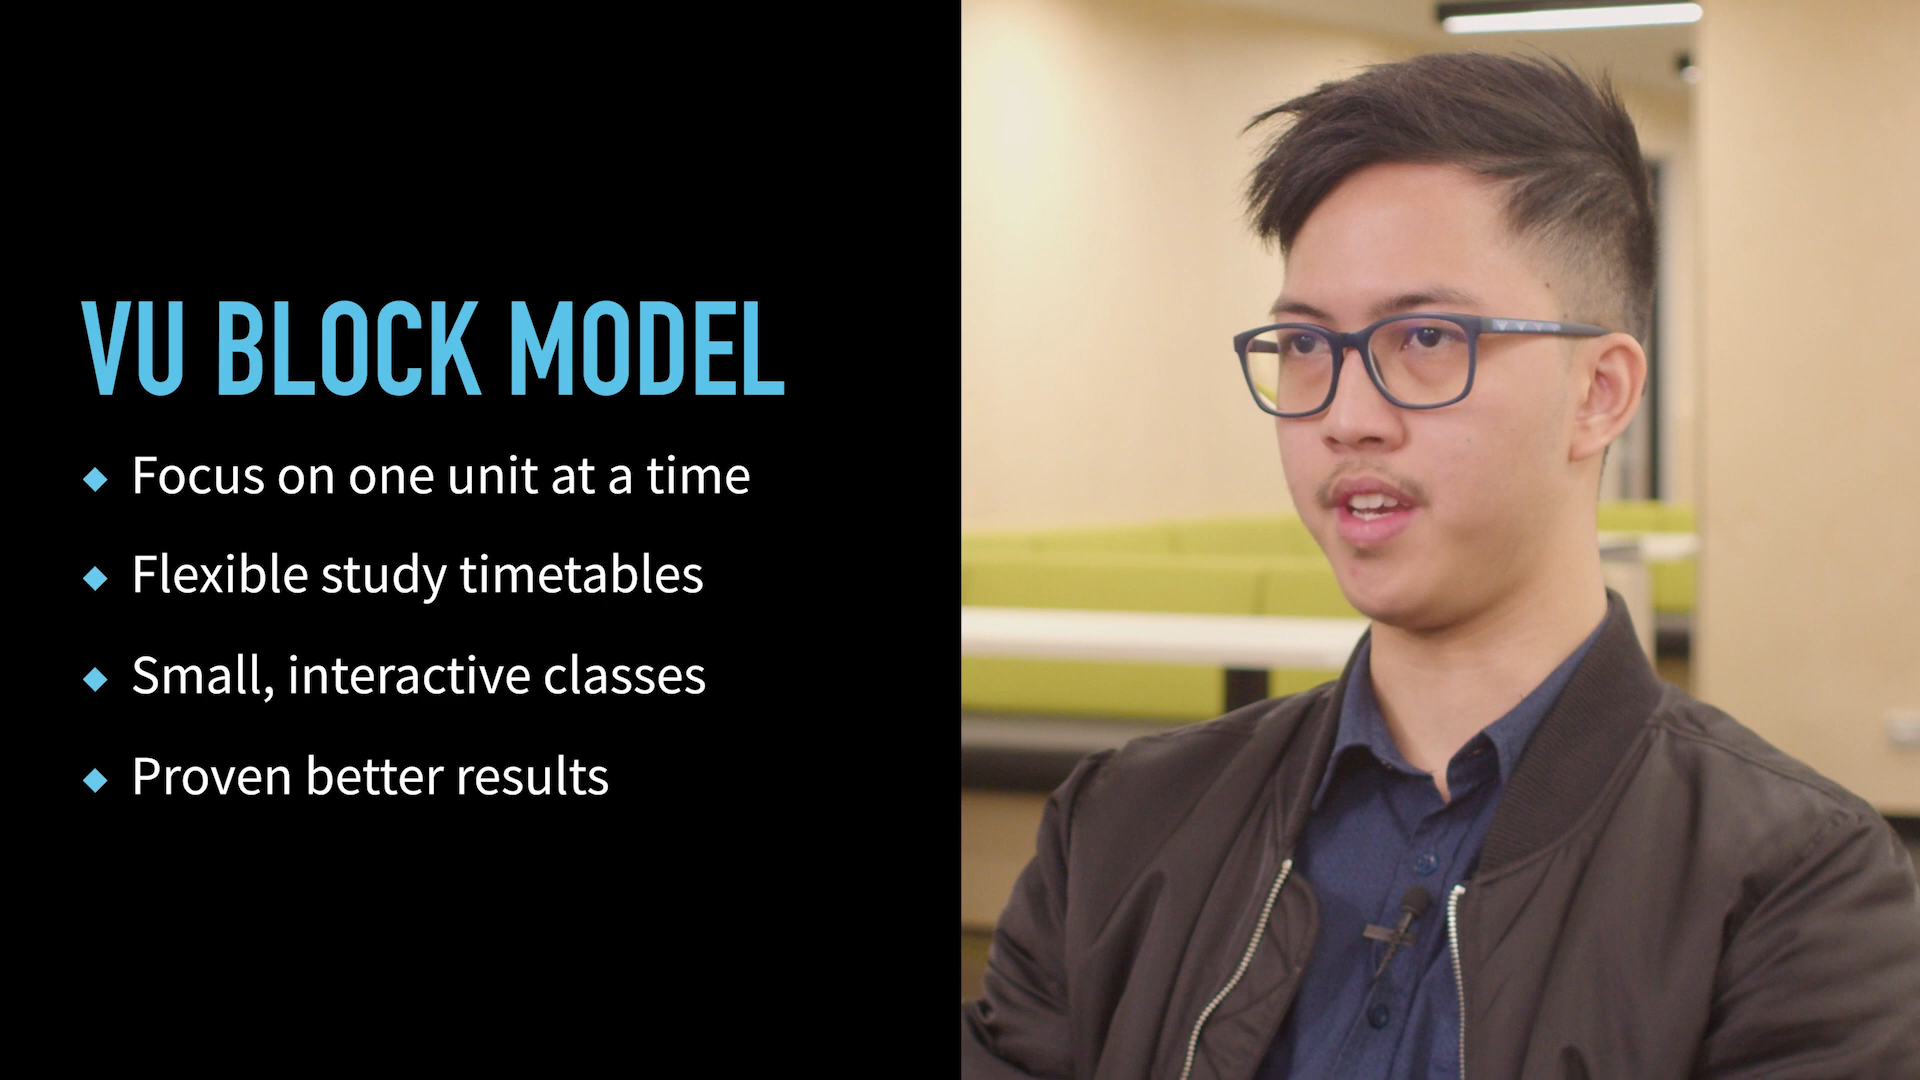 VU BLOCK MODEL
Focus on one unit at a time
Flexible study timetables
Small, interactive classes
Proven better results